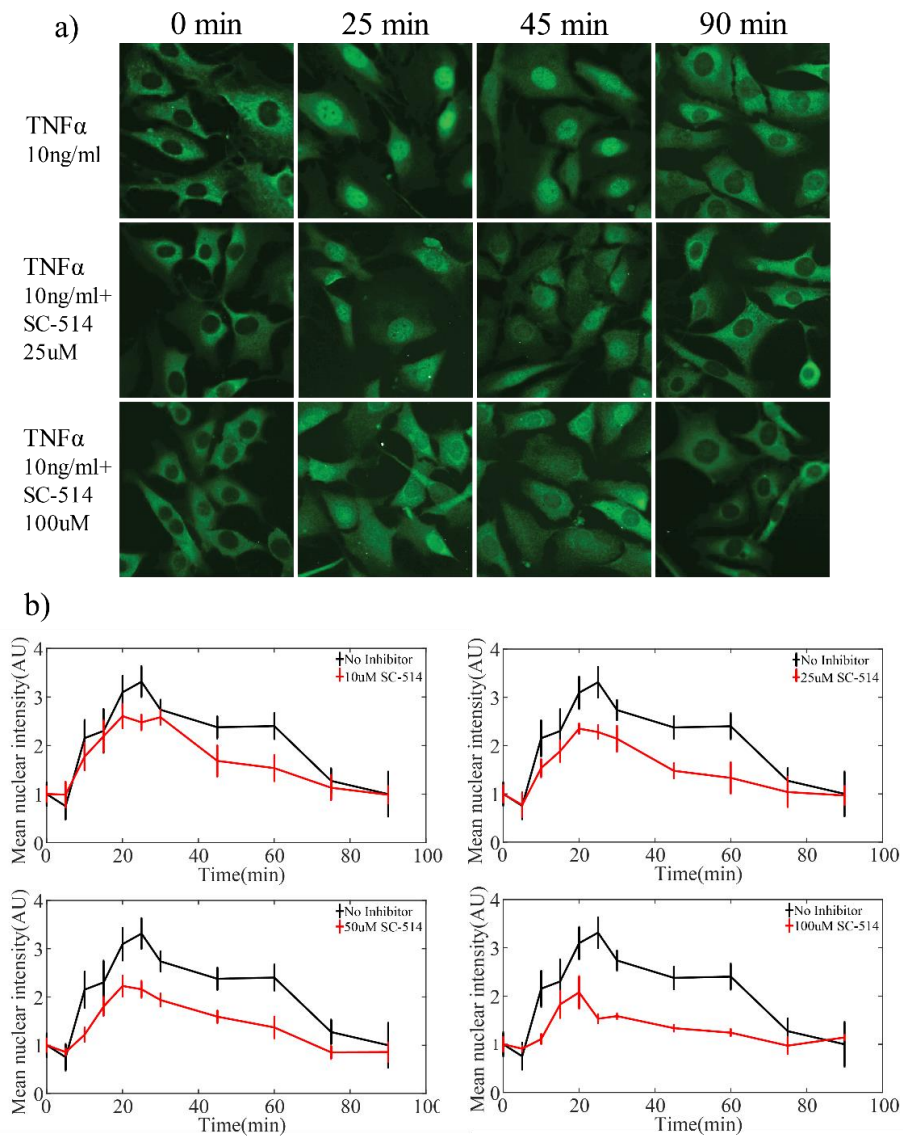 a)
0 min 25 min 45 min 90 min
TNFα
10ng/ml
TNFα
10ng/ml+
SC-514
25uM
TNFα
10ng/ml+
SC-514
100uM
b)
Mean nuclear intensity(AU)
4
3
2
1
0
0 20 40 60 80 100
Time(min)
No Inhibitor
10uM SC-514
Mean nuclear intensity(AU)
4
3
2
1
0
0 20 40 60 80 100
Time(min)
No Inhibitor
25uM SC-514
Mean nuclear intensity(AU)
4
3
2
1
0
0 20 40 60 80 100
Time(min)
No Inhibitor
50uM SC-514
Mean nuclear intensity(AU)
4
3
2
1
0
0 20 40 60 80 100
Time(min)
No Inhibitor
100uM SC-514